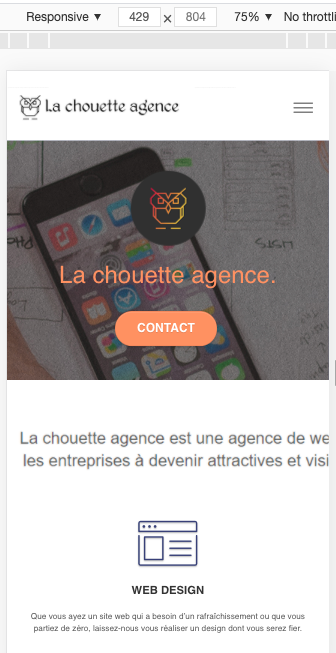 Responsive ▼ 429 × 804 75% ▼ No throttli
La chouette agence
La chouette agence.
CONTACT
La chouette agence est une agence de we
les entreprises à devenir attractives et visi
WEB DESIGN
Que vous ayez un site web qui a besoin d'un rafraîchissement ou que vous
partiez de zéro, laissez-nous vous réaliser un design dont vous serez fier.